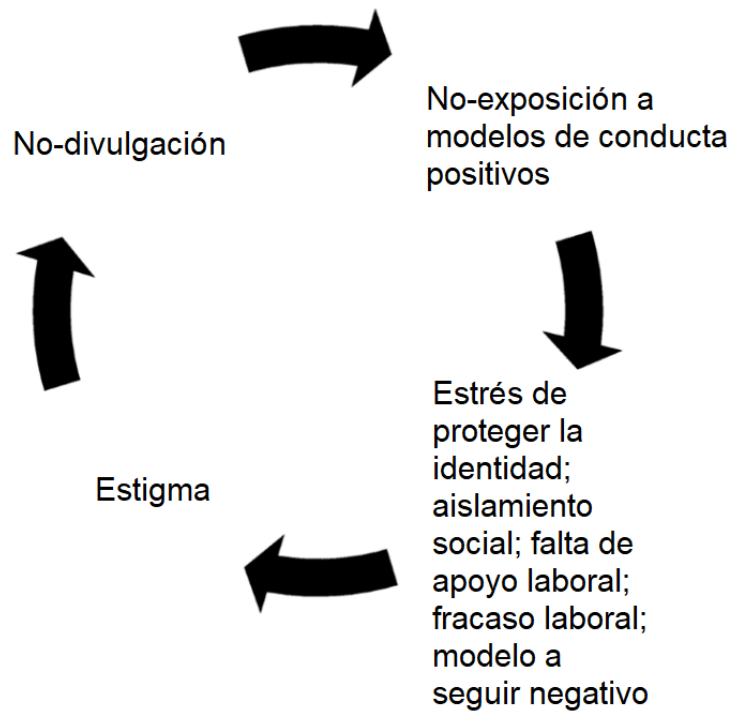 No-divulgación
No-exposición a
modelos de conducta
positivos
Estrés de
proteger la
identidad;
aislamiento
social; falta de
apoyo laboral;
fracaso laboral;
modelo a
seguir negativo
Estigma